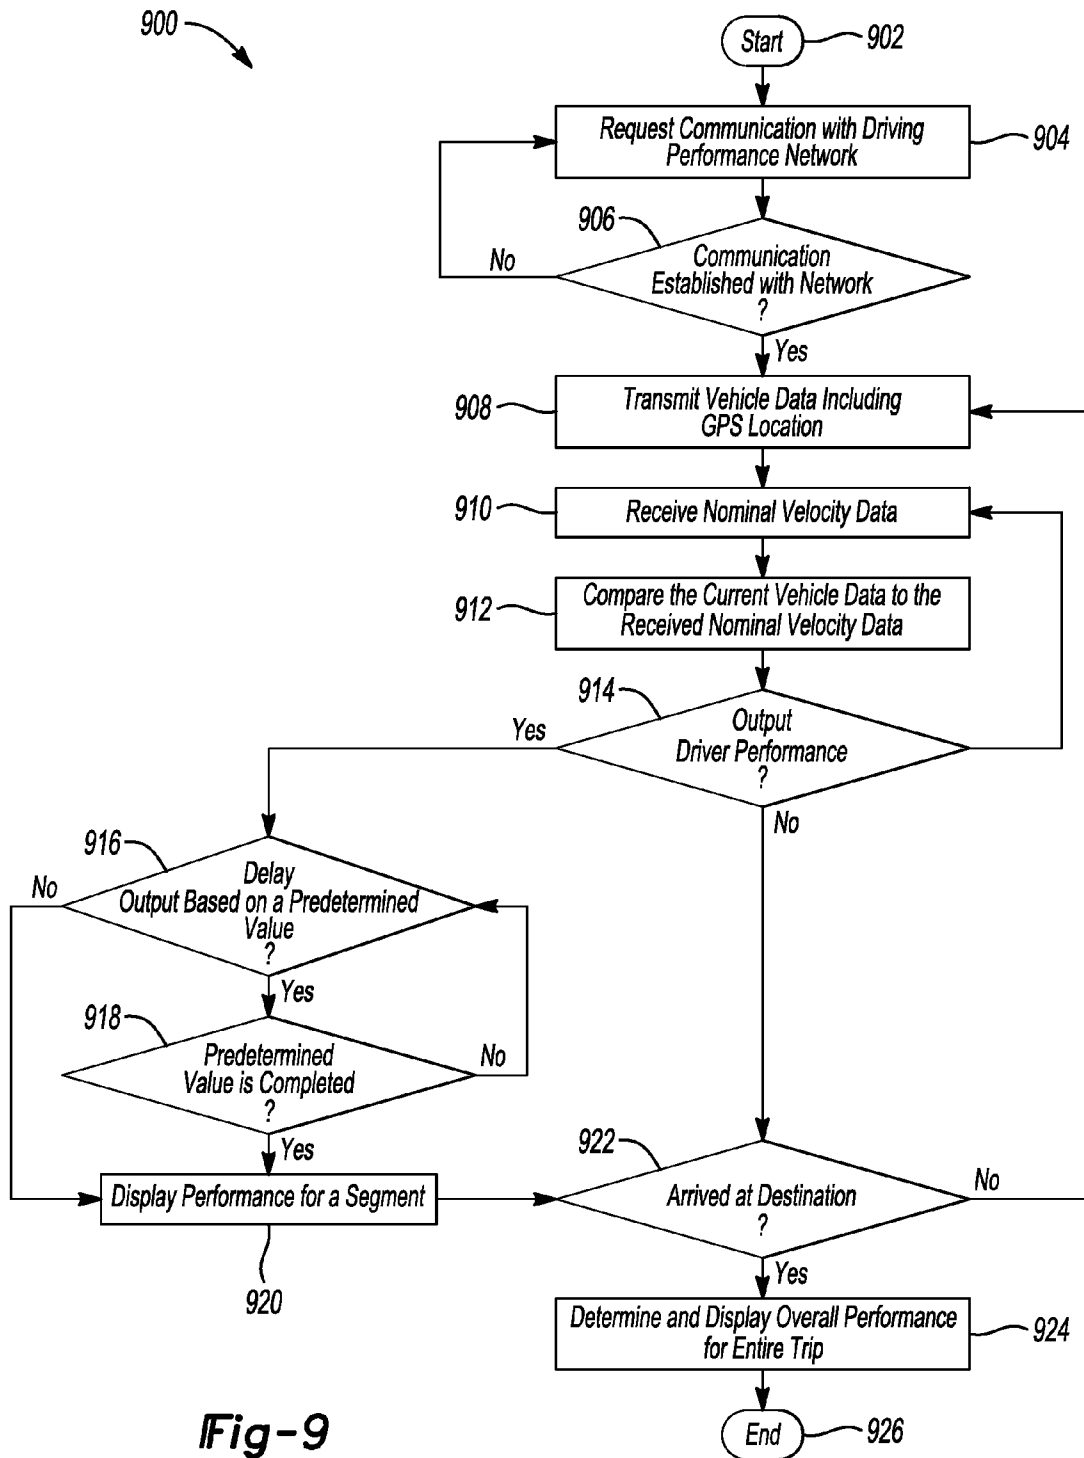 900
Start
902
Request Communication with Driving
Performance Network
904
906
Communication
Established with Network
?
No
Yes
908
Transmit Vehicle Data Including
GPS Location
910
Receive Nominal Velocity Data
912
Compare the Current Vehicle Data to the
Received Nominal Velocity Data
914
Output
Driver Performance
?
Yes
No
916
Delay
Output Based on a Predetermined
Value
?
No
Yes
918
Predetermined
Value is Completed
?
No
Yes
Display Performance for a Segment
920
922
Arrived at Destination
?
No
Yes
Determine and Display Overall Performance
for Entire Trip
924
End
926
Fig-9